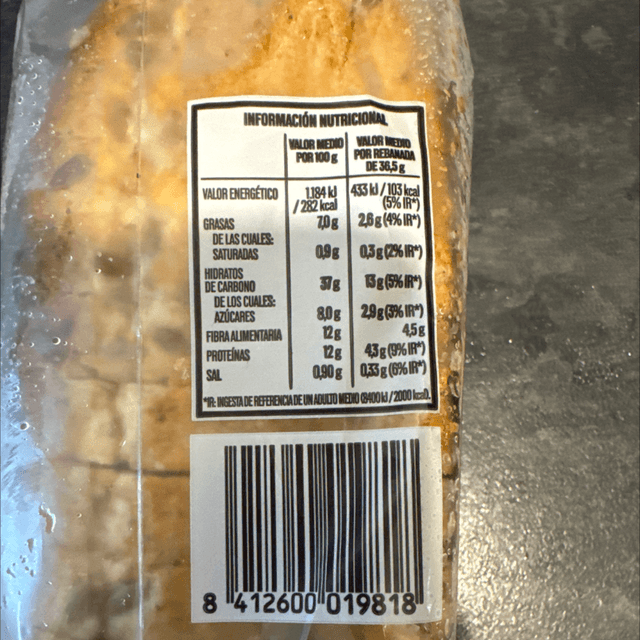 INFORMACIÓN NUTRICIONAL
VALOR MEDIO POR 100 g VALOR MEDIO POR REBANADA DE 36,5 g
VALOR ENERGÉTICO 1.184 kJ / 282 kcal 433 kJ / 103 kcal (5% IR*)
GRASAS 7,0 g 2,6 g (4% IR*)
DE LAS CUALES: SATURADAS 0,9 g 0,3 g (2% IR*)
HIDRATOS DE CARBONO 37 g 13 g (5% IR*)
DE LOS CUALES: AZÚCARES 8,0 g 2,9 g (3% IR*)
FIBRA ALIMENTARIA 12 g 4,5 g
PROTEÍNAS 12 g 4,3 g (9% IR*)
SAL 0,90 g 0,33 g (6% IR*)
*IR: INGESTA DE REFERENCIA DE UN ADULTO MEDIO (8400 kJ / 2000 kcal).
8 412600 019818